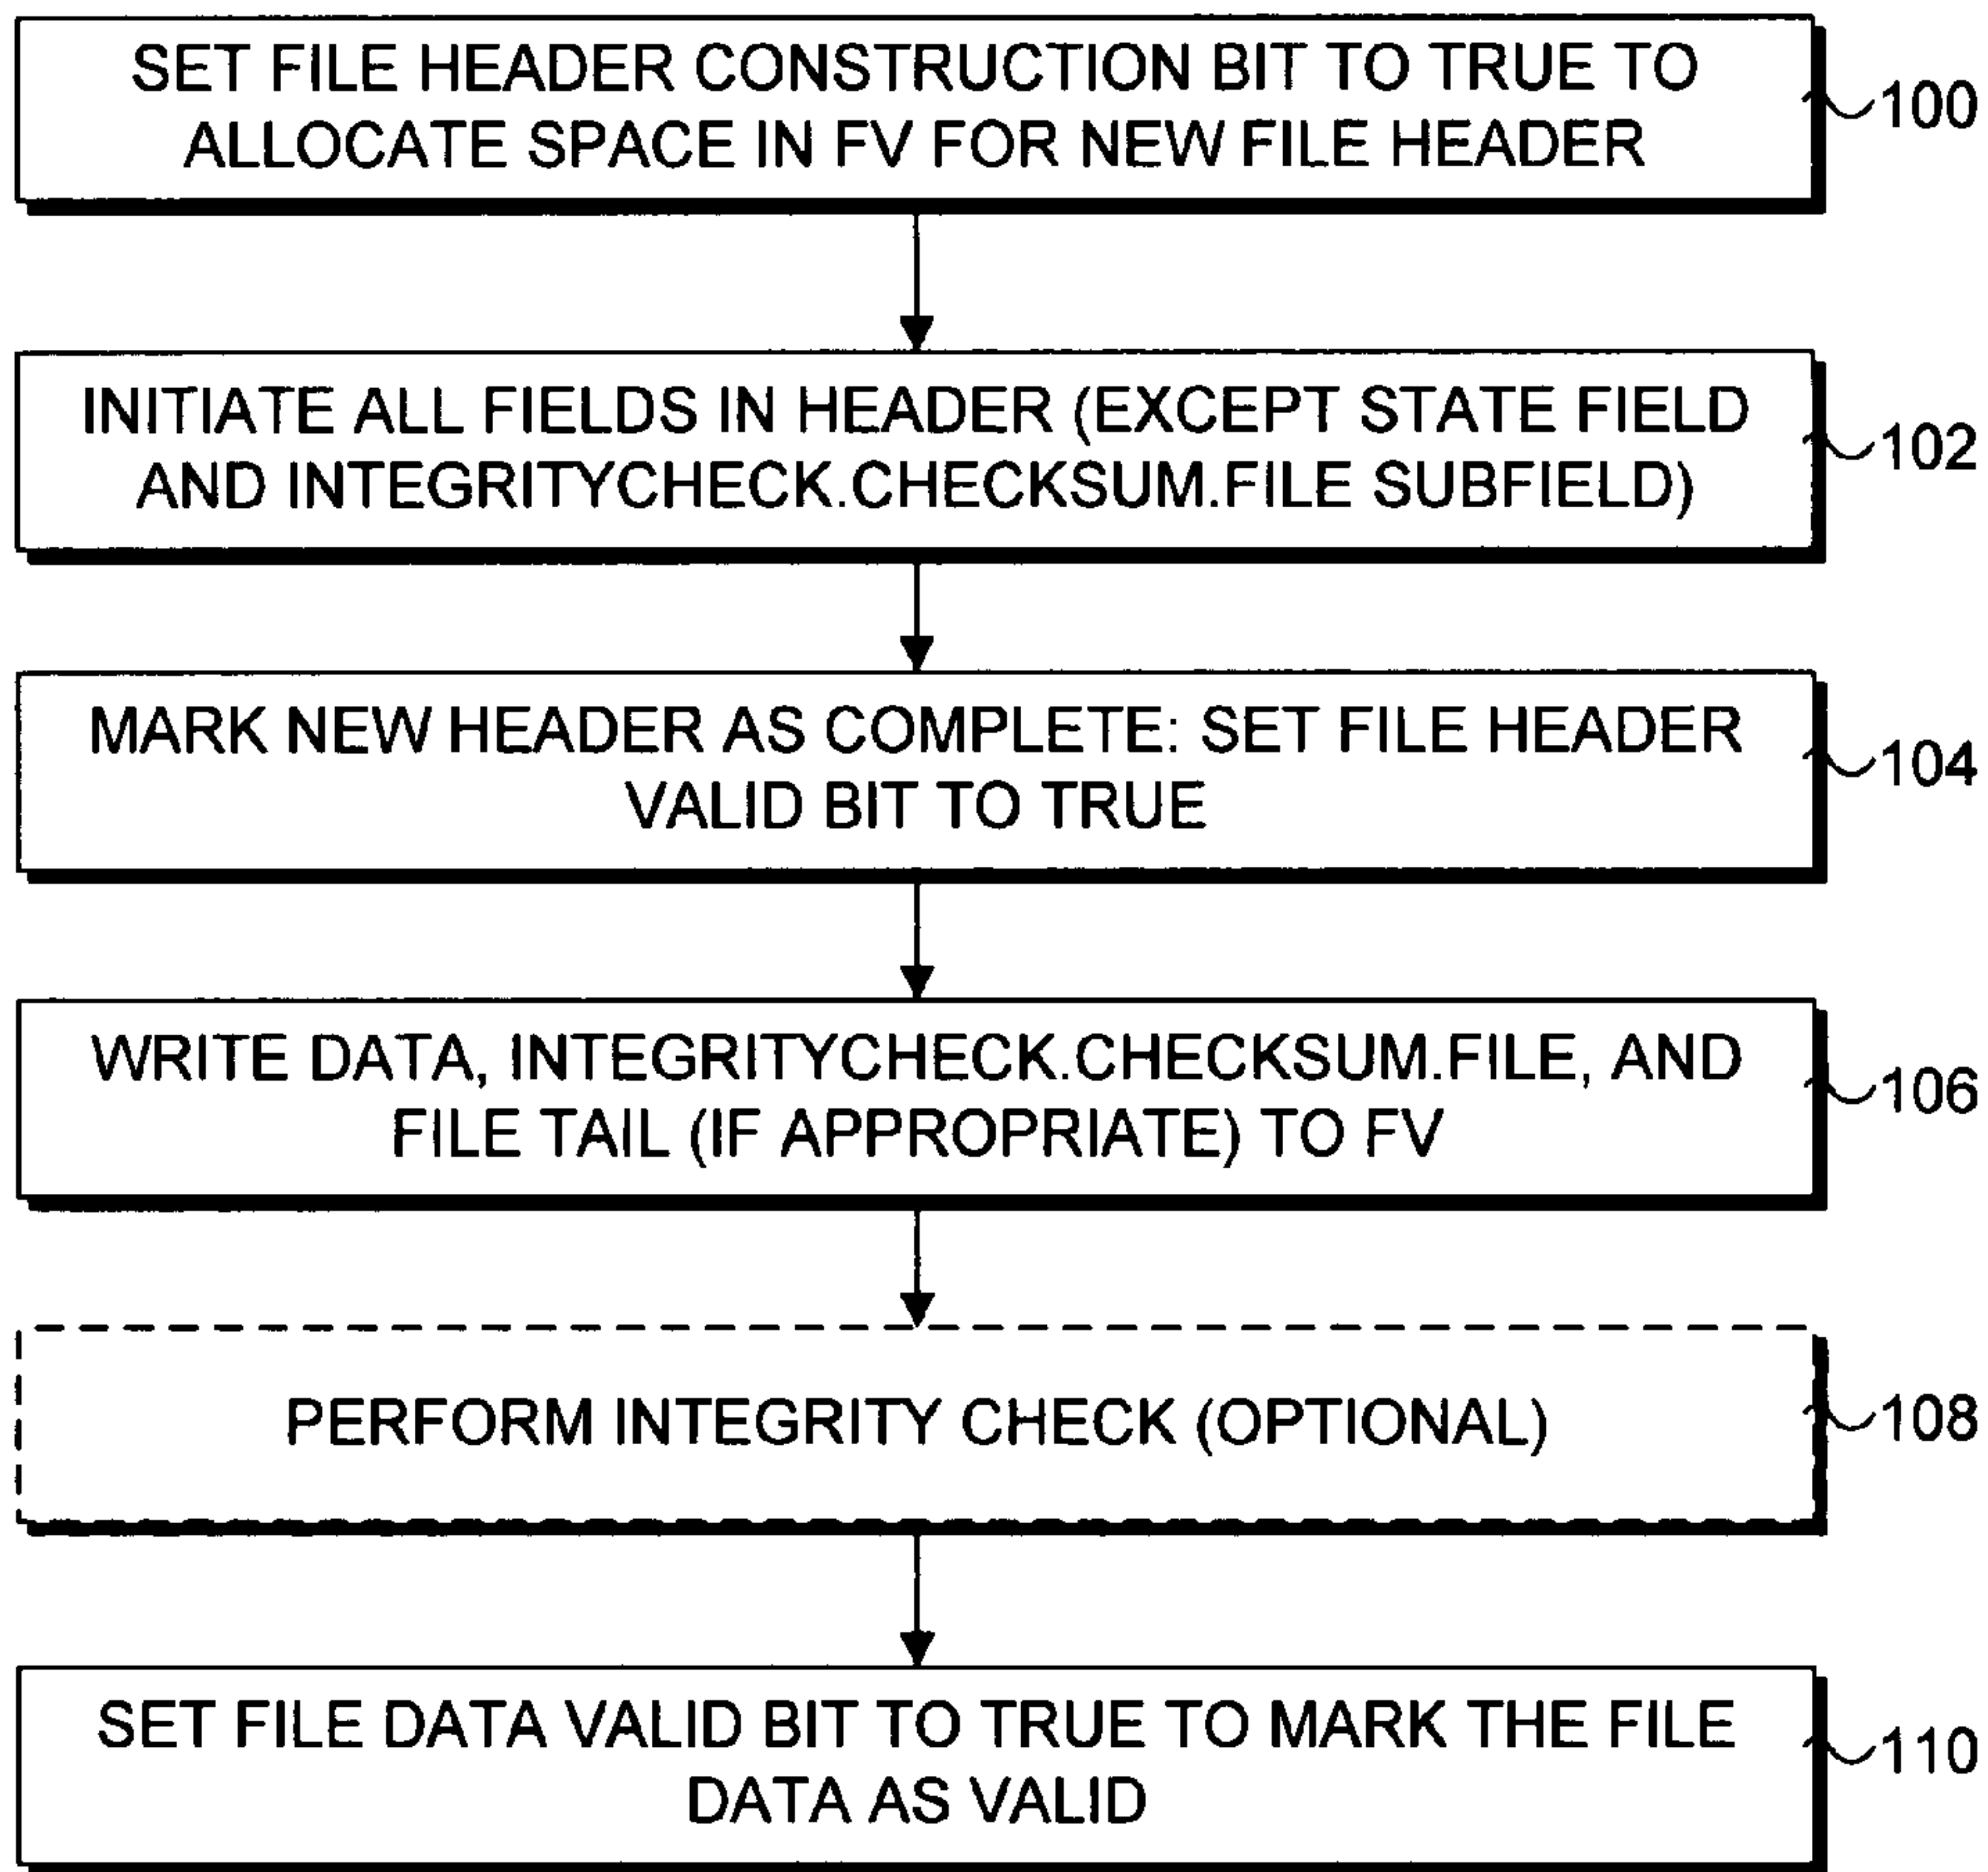 SET FILE HEADER CONSTRUCTION BIT TO TRUE TO
ALLOCATE SPACE IN FV FOR NEW FILE HEADER
100
INITIATE ALL FIELDS IN HEADER (EXCEPT STATE FIELD
AND INTEGRITYCHECK.CHECKSUM.FILE SUBFIELD)
102
MARK NEW HEADER AS COMPLETE: SET FILE HEADER
VALID BIT TO TRUE
104
WRITE DATA, INTEGRITYCHECK.CHECKSUM.FILE, AND
FILE TAIL (IF APPROPRIATE) TO FV
106
PERFORM INTEGRITY CHECK (OPTIONAL)
108
SET FILE DATA VALID BIT TO TRUE TO MARK THE FILE
DATA AS VALID
110